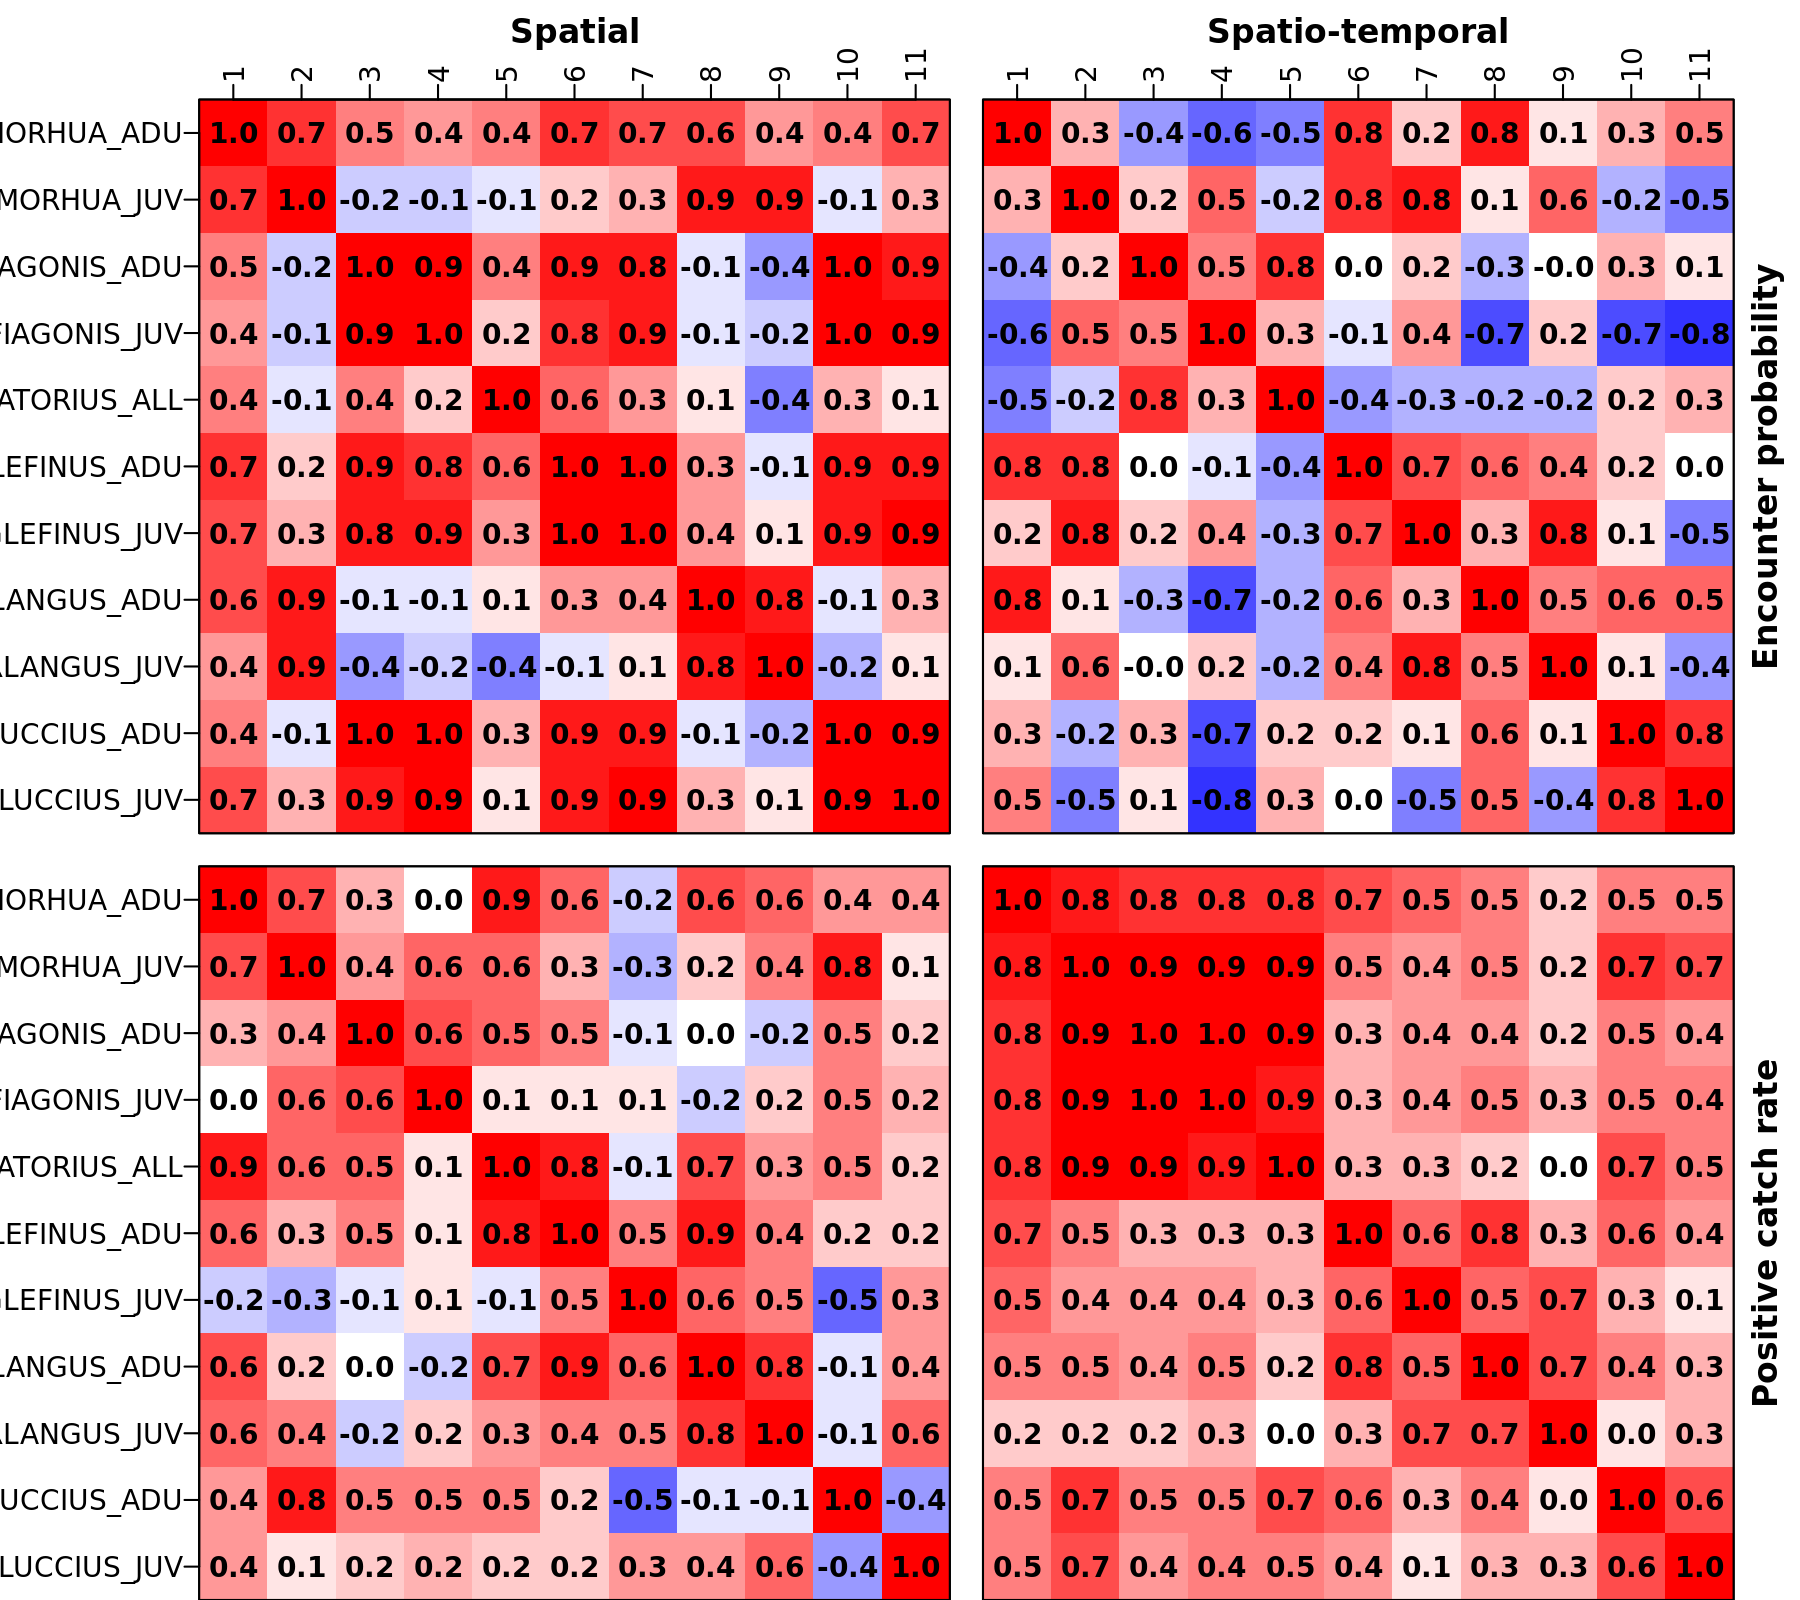 Spatial Spatio-temporal
1 2 3 4 5 6 7 8 9 10 11 1 2 3 4 5 6 7 8 9 10 11
IORHUA_ADU 1.0 0.7 0.5 0.4 0.4 0.7 0.7 0.6 0.4 0.4 0.7 1.0 0.3 -0.4 -0.6 -0.5 0.8 0.2 0.8 0.1 0.3 0.5
MORHUA_JUV 0.7 1.0 -0.2 -0.1 -0.1 0.2 0.3 0.9 0.9 -0.1 0.3 0.3 1.0 0.2 0.5 -0.2 0.8 0.8 0.1 0.6 -0.2 -0.5
AGONIS_ADU 0.5 -0.2 1.0 0.9 0.4 0.9 0.8 -0.1 -0.4 1.0 0.9 -0.4 0.2 1.0 0.5 0.8 0.0 0.2 -0.3 -0.0 0.3 0.1
FIAGONIS_JUV 0.4 -0.1 0.9 1.0 0.2 0.8 0.9 -0.1 -0.2 1.0 0.9 -0.6 0.5 0.5 1.0 0.3 -0.1 0.4 -0.7 0.2 -0.7 -0.8
ATORIUS_ALL 0.4 -0.1 0.4 0.2 1.0 0.6 0.3 0.1 -0.4 0.3 0.1 -0.5 -0.2 0.8 0.3 1.0 -0.4 -0.3 -0.2 -0.2 0.2 0.3
LEFINUS_ADU 0.7 0.2 0.9 0.8 0.6 1.0 1.0 0.3 -0.1 0.9 0.9 0.8 0.8 0.0 -0.1 -0.4 1.0 0.7 0.6 0.4 0.2 0.0
GLEFINUS_JUV 0.7 0.3 0.8 0.9 0.3 1.0 1.0 0.4 0.1 0.9 0.9 0.2 0.8 0.2 0.4 -0.3 0.7 1.0 0.3 0.8 0.1 -0.5
LANGUS_ADU 0.6 0.9 -0.1 -0.1 0.1 0.3 0.4 1.0 0.8 -0.1 0.3 0.8 0.1 -0.3 -0.7 -0.2 0.6 0.3 1.0 0.5 0.6 0.5
LANGUS_JUV 0.4 0.9 -0.4 -0.2 -0.4 -0.1 0.1 0.8 1.0 -0.2 0.1 0.1 0.6 -0.0 0.2 -0.2 0.4 0.8 0.5 1.0 0.1 -0.4
UCCIUS_ADU 0.4 -0.1 1.0 1.0 0.3 0.9 0.9 -0.1 -0.2 1.0 0.9 0.3 -0.2 0.3 -0.7 0.2 0.2 0.1 0.6 0.1 1.0 0.8
LUCCIUS_JUV 0.7 0.3 0.9 0.9 0.1 0.9 0.9 0.3 0.1 0.9 1.0 0.5 -0.5 0.1 -0.8 0.3 0.0 -0.5 0.5 -0.4 0.8 1.0
Encounter probability
IORHUA_ADU 1.0 0.7 0.3 0.0 0.9 0.6 -0.2 0.6 0.6 0.4 0.4 1.0 0.8 0.8 0.8 0.8 0.7 0.5 0.5 0.2 0.5 0.5
MORHUA_JUV 0.7 1.0 0.4 0.6 0.6 0.3 -0.3 0.2 0.4 0.8 0.1 0.8 1.0 0.9 0.9 0.9 0.5 0.4 0.5 0.2 0.7 0.7
AGONIS_ADU 0.3 0.4 1.0 0.6 0.5 0.5 -0.1 0.0 -0.2 0.5 0.2 0.8 0.9 1.0 1.0 0.9 0.3 0.4 0.4 0.2 0.5 0.4
FIAGONIS_JUV 0.0 0.6 0.6 1.0 0.1 0.1 0.1 -0.2 0.2 0.5 0.2 0.8 0.9 1.0 1.0 0.9 0.3 0.4 0.5 0.3 0.5 0.4
ATORIUS_ALL 0.9 0.6 0.5 0.1 1.0 0.8 -0.1 0.7 0.3 0.5 0.2 0.8 0.9 0.9 0.9 1.0 0.3 0.3 0.2 0.0 0.7 0.5
LEFINUS_ADU 0.6 0.3 0.5 0.1 0.8 1.0 0.5 0.9 0.4 0.2 0.2 0.7 0.5 0.3 0.3 0.3 1.0 0.6 0.8 0.3 0.6 0.4
GLEFINUS_JUV -0.2 -0.3 -0.1 0.1 -0.1 0.5 1.0 0.6 0.5 -0.5 0.3 0.5 0.4 0.4 0.4 0.3 0.6 1.0 0.5 0.7 0.3 0.1
LANGUS_ADU 0.6 0.2 0.0 -0.2 0.7 0.9 0.6 1.0 0.8 -0.1 0.4 0.5 0.5 0.4 0.5 0.2 0.8 0.5 1.0 0.7 0.4 0.3
LANGUS_JUV 0.6 0.4 -0.2 0.2 0.3 0.4 0.5 0.8 1.0 -0.1 0.6 0.2 0.2 0.2 0.3 0.0 0.3 0.7 0.7 1.0 0.0 0.3
UCCIUS_ADU 0.4 0.8 0.5 0.5 0.5 0.2 -0.5 -0.1 -0.1 1.0 -0.4 0.5 0.7 0.5 0.5 0.7 0.6 0.3 0.4 0.0 1.0 0.6
LUCCIUS_JUV 0.4 0.1 0.2 0.2 0.2 0.2 0.3 0.4 0.6 -0.4 1.0 0.5 0.7 0.4 0.4 0.5 0.4 0.1 0.3 0.3 0.6 1.0
Positive catch rate